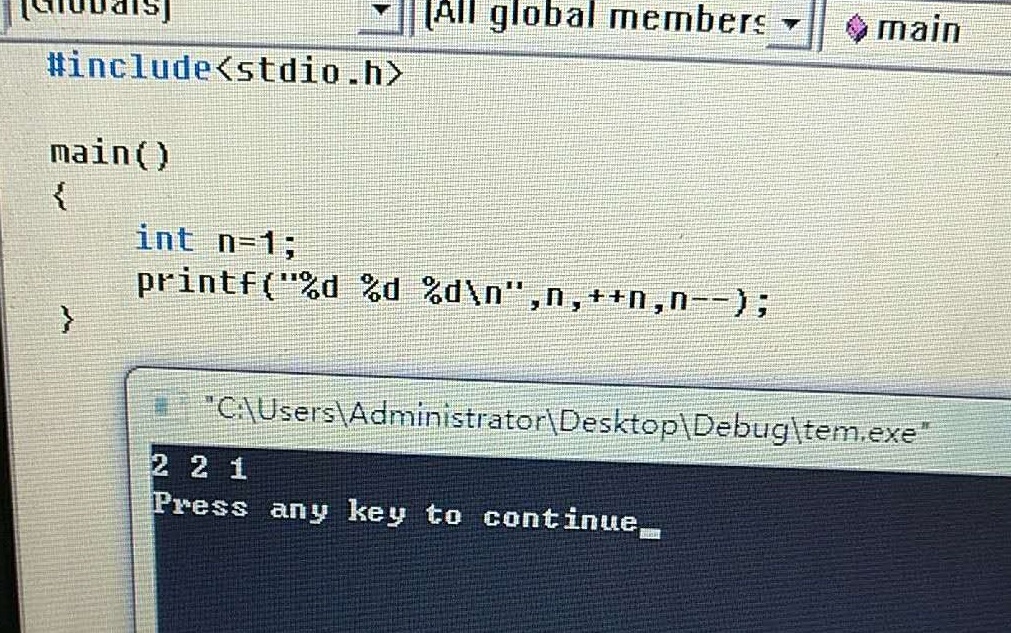 [Globals]
[All global members
main
#include<stdio.h>
main()
{
int n=1;
printf("%d %d %d\n",n,++n,n--);
}
"C:\Users\Administrator\Desktop\Debug\tem.exe"
2 2 1
Press any key to continue